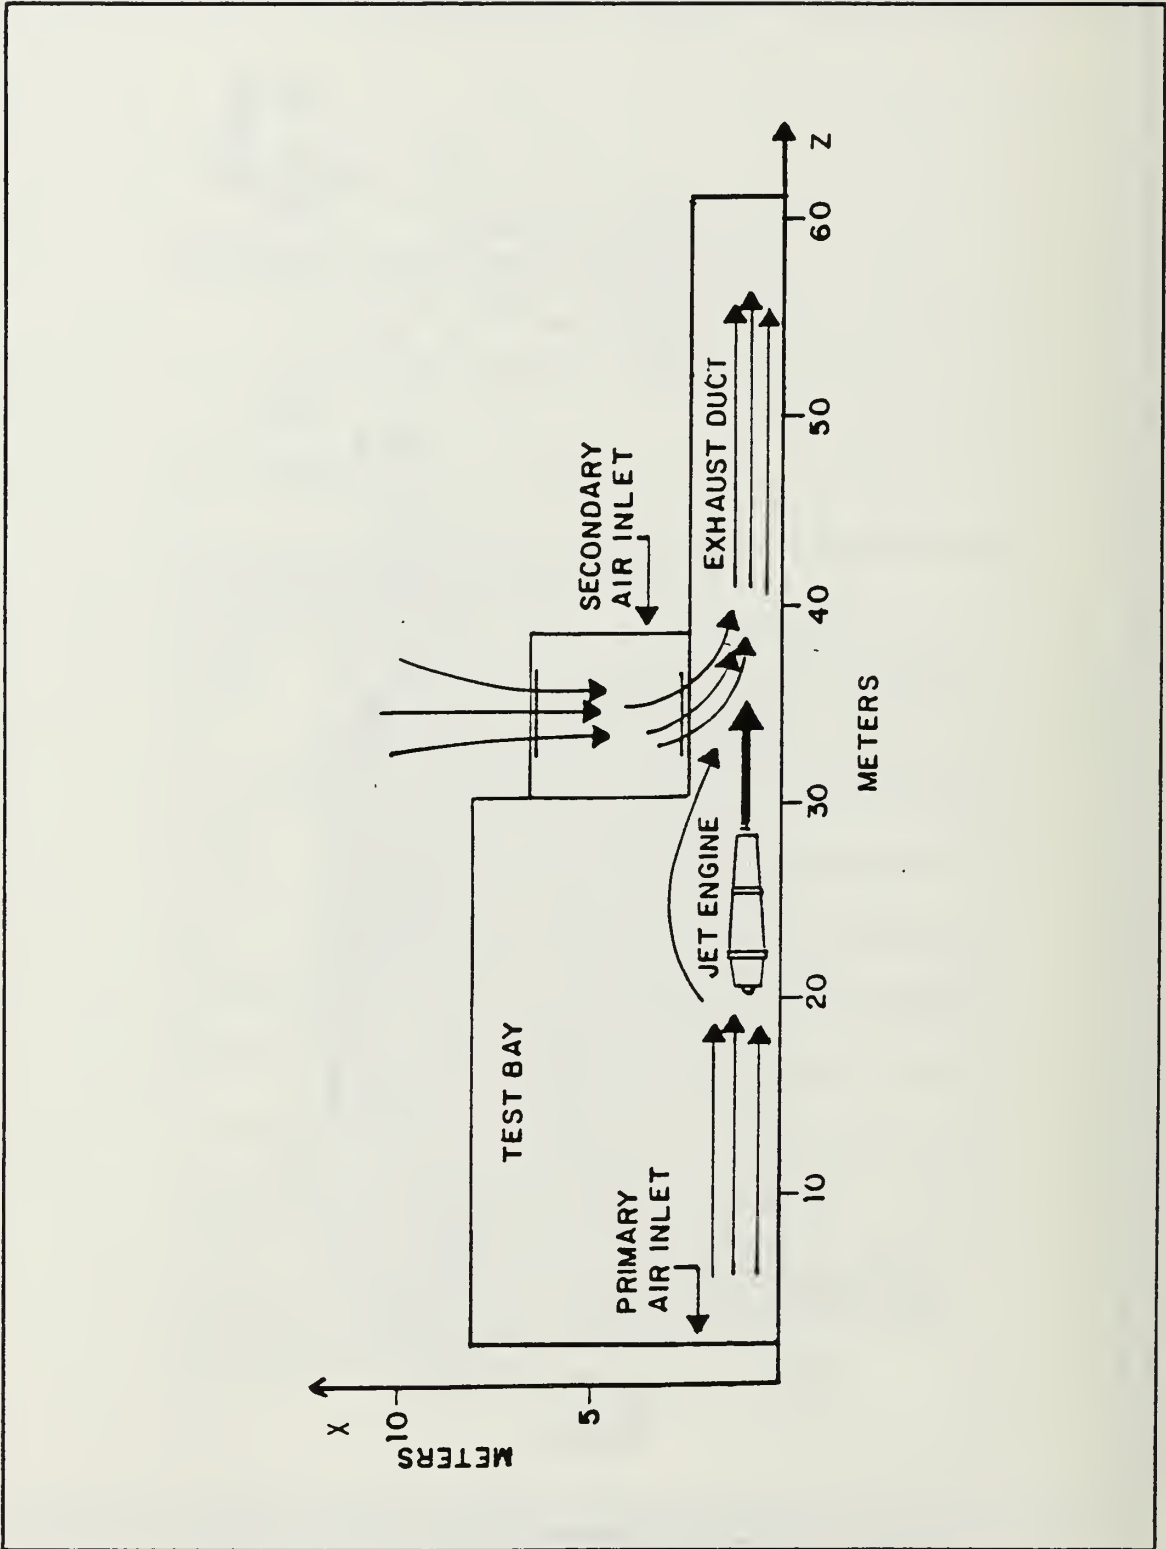 X
METERS
10
5
TEST BAY
PRIMARY
AIR INLET
JET ENGINE
SECONDARY
AIR INLET
EXHAUST DUCT
10
20
30
40
50
60
Z
METERS